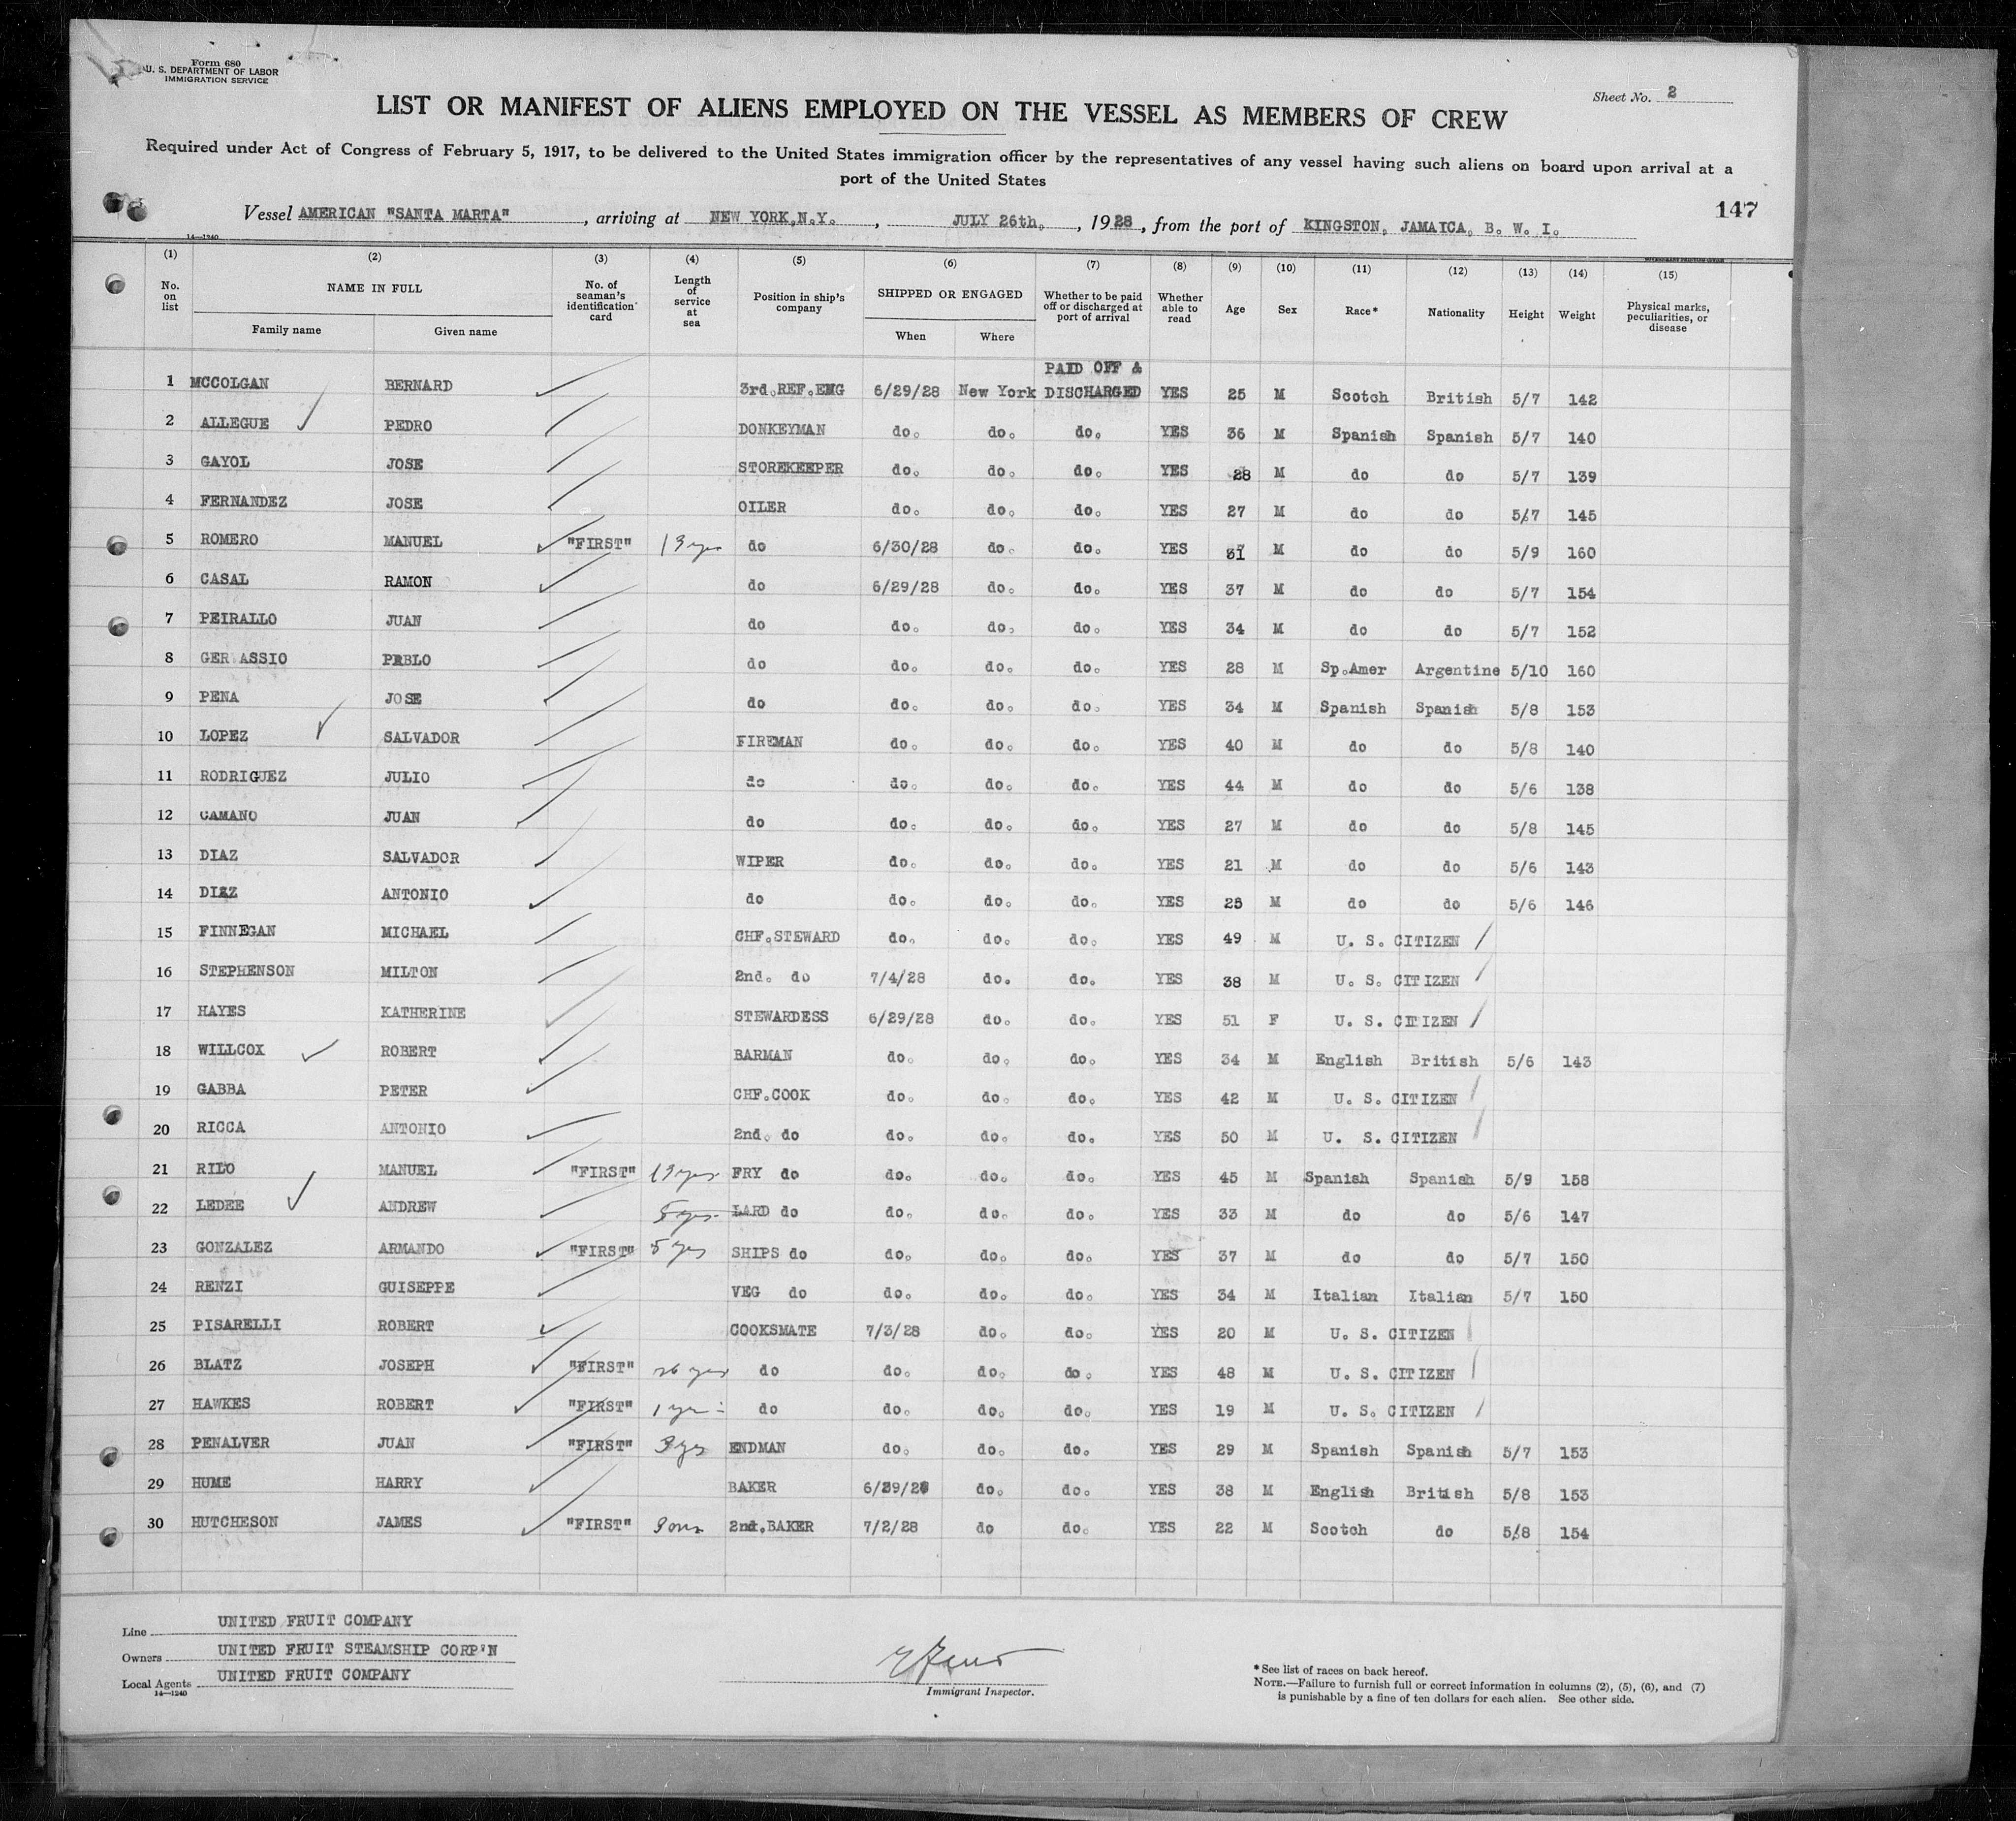 Form 680
U. S. DEPARTMENT OF LABOR
IMMIGRATION SERVICE
Sheet No. 2
LIST OR MANIFEST OF ALIENS EMPLOYED ON THE VESSEL AS MEMBERS OF CREW
Required under Act of Congress of February 5, 1917, to be delivered to the United States immigration officer by the representatives of any vessel having such aliens on board upon arrival at a
port of the United States
147
Vessel AMERICAN "SANTA MARTA", arriving at NEW YORK,N.Y., JULY 26th., 1928, from the port of KINGSTON, JAMAICA, B. W. I.
14—1240
(1) (2) (3) (4) (5) (6) (7) (8) (9) (10) (11) (12) (13) (14) (15)
No. on list NAME IN FULL Family name Given name No. of seaman's identification card Length of service at sea Position in ship's company SHIPPED OR ENGAGED When Where Whether to be paid off or discharged at port of arrival Whether able to read Age Sex Race* Nationality Height Weight Physical marks, peculiarities, or disease
PAID OFF &
1 MCCOLGAN BERNARD 3rd.REF.ENG 6/29/28 New York DISCHARGED YES 25 M Scotch British 5/7 142
2 ALLEGUE PEDRO DONKEYMAN do. do. do. YES 36 M Spanish Spanish 5/7 140
3 GAYOL JOSE STOREKEEPER do. do. do. YES 28 M do do 5/7 139
4 FERNANDEZ JOSE OILER do. do. do. YES 27 M do do 5/7 145
5 ROMERO MANUEL "FIRST" 13 yrs do 6/30/28 do. do. YES 31 M do do 5/9 160
6 CASAL RAMON do 6/29/28 do. do. YES 37 M do do 5/7 154
7 PEIRALLO JUAN do do. do. do. YES 34 M do do 5/7 152
8 GERVASSIO PABLO do do. do. do. YES 28 M Sp.Amer Argentine 5/10 160
9 PENA JOSE do do. do. do. YES 34 M Spanish Spanish 5/8 153
10 LOPEZ SALVADOR FIREMAN do. do. do. YES 40 M do do 5/8 140
11 RODRIGUEZ JULIO do do. do. do. YES 44 M do do 5/6 138
12 CAMANO JUAN do do. do. do. YES 27 M do do 5/8 145
13 DIAZ SALVADOR WIPER do. do. do. YES 21 M do do 5/6 143
14 DIAZ ANTONIO do do. do. do. YES 25 M do do 5/6 146
15 FINNEGAN MICHAEL CHF.STEWARD do. do. do. YES 49 M U. S. CITIZEN
16 STEPHENSON MILTON 2nd. do 7/4/28 do. do. YES 38 M U. S. CITIZEN
17 HAYES KATHERINE STEWARDESS 6/29/28 do. do. YES 51 F U. S. CITIZEN
18 WILLCOX ROBERT BARMAN do. do. do. YES 34 M English British 5/6 143
19 GABBA PETER CHF.COOK do. do. do. YES 42 M U. S. CITIZEN
20 RICCA ANTONIO 2nd. do do. do. do. YES 50 M U. S. CITIZEN
21 RILO MANUEL "FIRST" 13 yrs FRY do do. do. do. YES 45 M Spanish Spanish 5/9 158
22 LEDEE ANDREW 5 yrs LARD do do. do. do. YES 33 M do do 5/6 147
23 GONZALEZ ARMANDO "FIRST" 5 yrs SHIPS do do. do. do. YES 37 M do do 5/7 150
24 RENZI GUISEPPE VEG do do. do. do. YES 34 M Italian Italian 5/7 150
25 PISARELLI ROBERT COOKSMATE 7/3/28 do. do. YES 20 M U. S. CITIZEN
26 BLATZ JOSEPH "FIRST" 26 yrs do do. do. do. YES 48 M U. S. CITIZEN
27 HAWKES ROBERT "FIRST" 1 yr do do. do. do. YES 19 M U. S. CITIZEN
28 PENALVER JUAN "FIRST" 3 yrs ENDMAN do. do. do. YES 29 M Spanish Spanish 5/7 153
29 HUME HARRY BAKER 6/29/28 do. do. YES 38 M English British 5/8 153
30 HUTCHESON JAMES "FIRST" 2nd.BAKER 7/2/28 do do. YES 22 M Scotch do 5/8 154
Line UNITED FRUIT COMPANY
Owners UNITED FRUIT STEAMSHIP CORP'N
Local Agents UNITED FRUIT COMPANY
14—1240
Immigrant Inspector.
*See list of races on back hereof.
NOTE.—Failure to furnish full or correct information in columns (2), (5), (6), and (7)
is punishable by a fine of ten dollars for each alien. See other side.